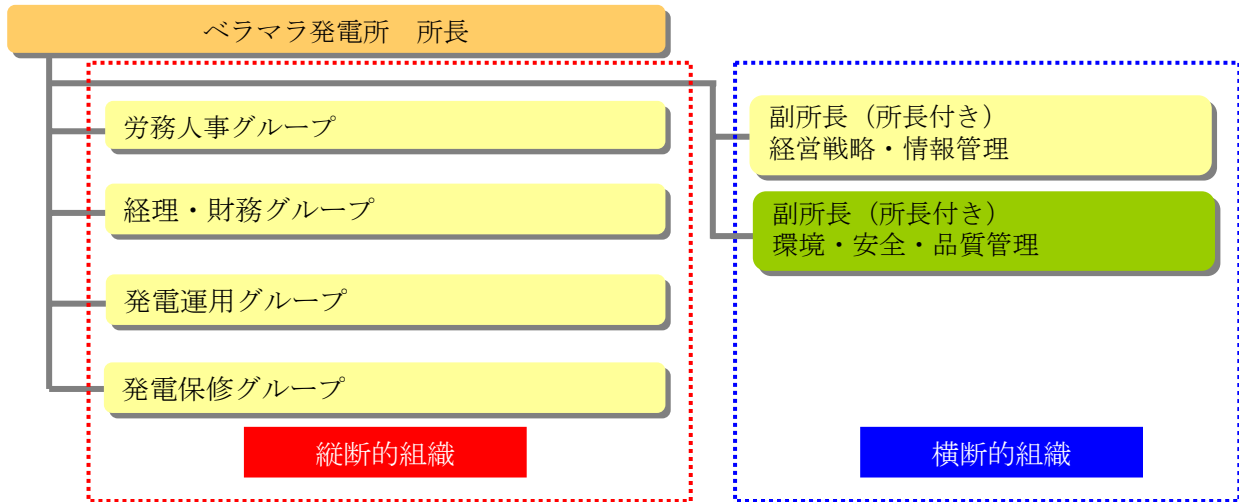 ベラマラ発電所　所長
労務人事グループ
経理・財務グループ
発電運用グループ
発電保修グループ
縦断的組織
副所長（所長付き）
経営戦略・情報管理
副所長（所長付き）
環境・安全・品質管理
横断的組織